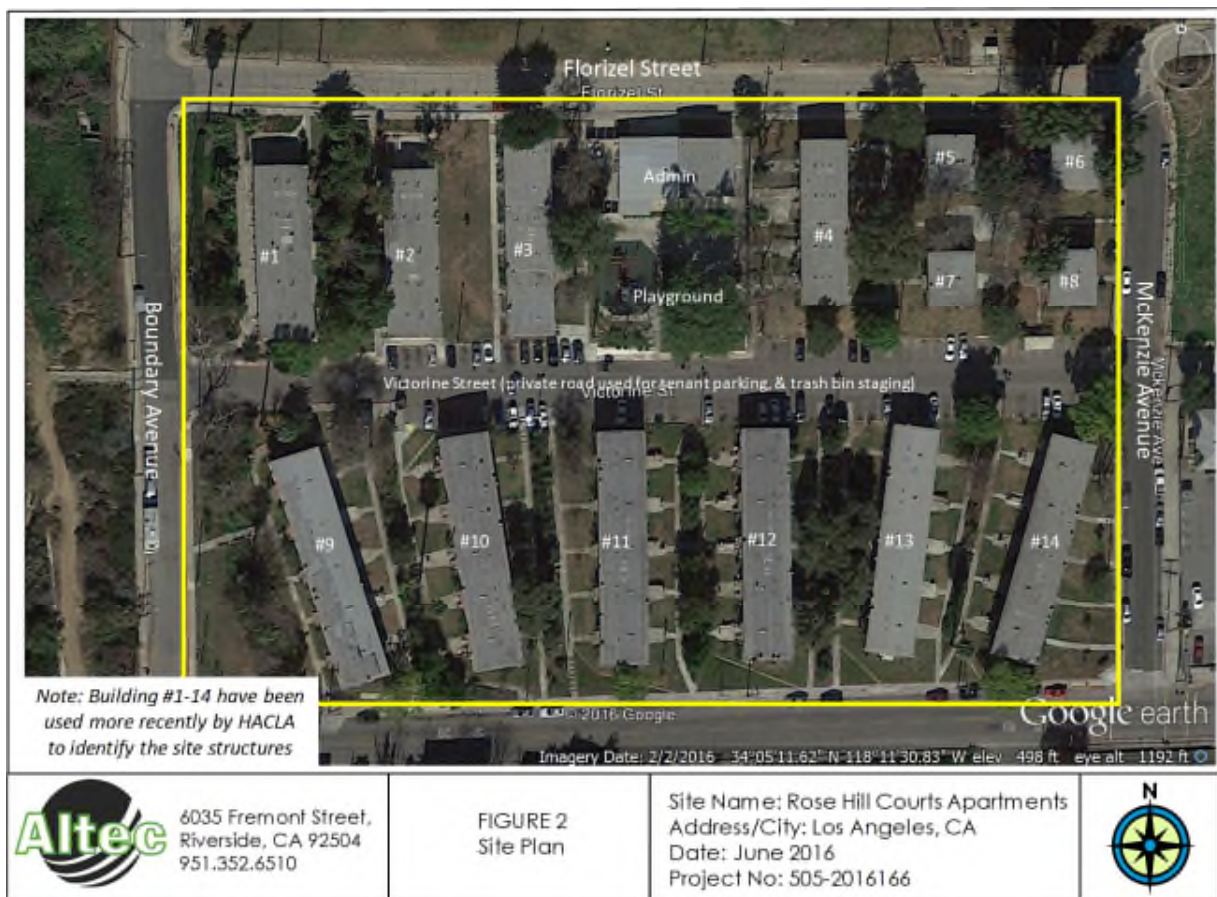 Florizel Street
Florizel St
Admin
#5
#6
#1
#2
#3
#4
#7
#8
Playground
Boundary Avenue
McKenzie Avenue
McKenzie Ave
Victorine Street (private road used for tenant parking, & trash bin staging)
Victorine St
#9
#10
#11
#12
#13
#14
Note: Building #1-14 have been
used more recently by HACLA
to identify the site structures
© 2016 Google
Google earth
Imagery Date: 2/2/2016 34°05'11.62" N 118°11'30.83" W elev 498 ft eye alt 1192 ft
Altec
6035 Fremont Street,
Riverside, CA 92504
951.352.6510
FIGURE 2
Site Plan
Site Name: Rose Hill Courts Apartments
Address/City: Los Angeles, CA
Date: June 2016
Project No: 505-2016166
N